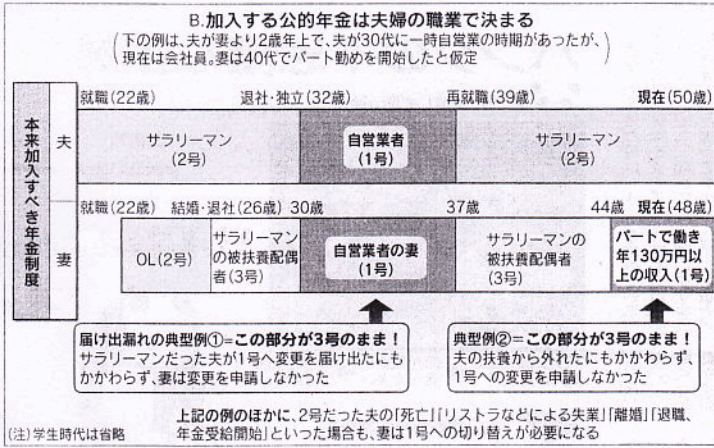 B.加入する公的年金は夫婦の職業で決まる
(下の例は、夫が妻より2歳年上で、夫が30代に一時自営業の時期があったが、
現在は会社員。妻は40代でパート勤めを開始したと仮定)
本来加入すべき年金制度
夫
就職(22歳) 退社・独立(32歳) 再就職(39歳) 現在(50歳)
サラリーマン
(2号)
自営業者
(1号)
サラリーマン
(2号)
妻
就職(22歳) 結婚・退社(26歳) 30歳 37歳 44歳 現在(48歳)
OL(2号)
サラリーマン
の被扶養配偶
者(3号)
自営業者の妻
(1号)
サラリーマンの
被扶養配偶者
(3号)
パートで働き
年130万円以
上の収入(1号)
届け出漏れの典型例①=この部分が3号のまま!
サラリーマンだった夫が1号へ変更を届け出たにも
かかわらず、妻は変更を申請しなかった
典型例②=この部分が3号のまま!
夫の扶養から外れたにもかかわらず、
1号への変更を申請しなかった
(注)学生時代は省略
上記の例のほかに、2号だった夫の「死亡」「リストラなどによる失業」「離婚」「退職、
年金受給開始」といった場合も、妻は1号への切り替えが必要になる